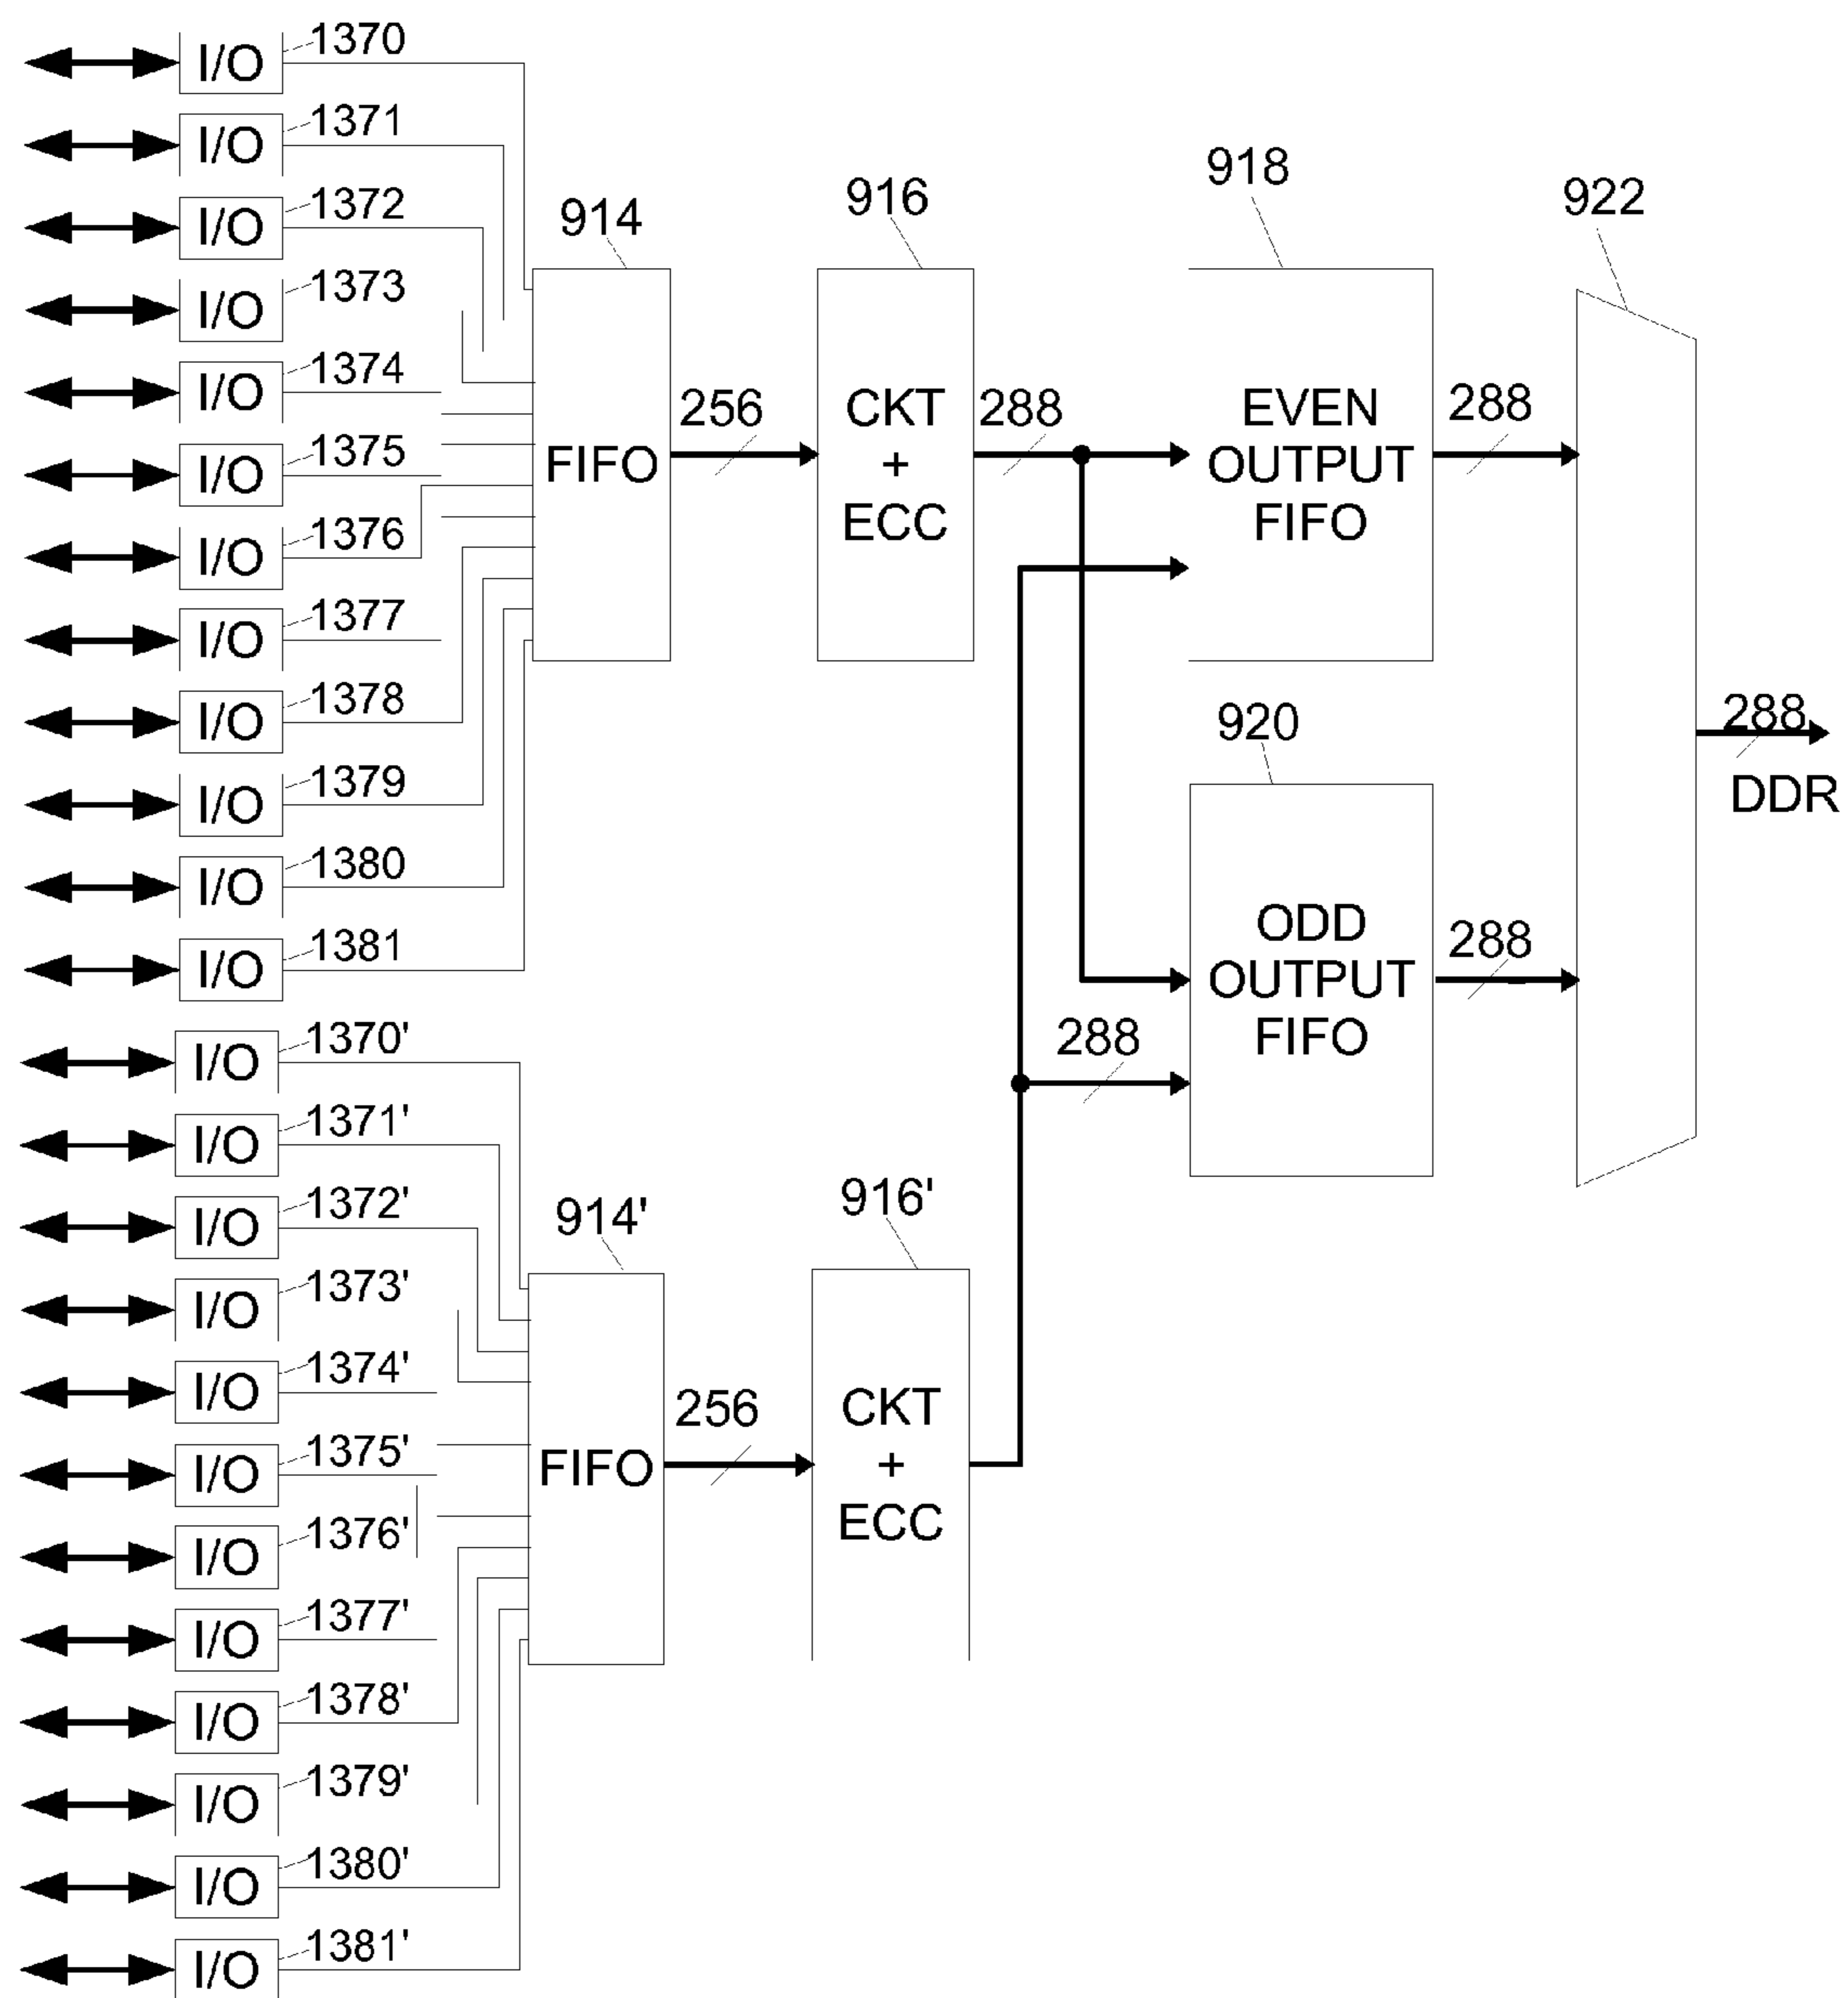 I/O 1370
I/O 1371
I/O 1372
I/O 1373
I/O 1374
I/O 1375
I/O 1376
I/O 1377
I/O 1378
I/O 1379
I/O 1380
I/O 1381
914
FIFO
256
916
CKT
+
ECC
288
918
EVEN
OUTPUT
FIFO
288
920
ODD
OUTPUT
FIFO
288
288
922
288
DDR
I/O 1370'
I/O 1371'
I/O 1372'
I/O 1373'
I/O 1374'
I/O 1375'
I/O 1376'
I/O 1377'
I/O 1378'
I/O 1379'
I/O 1380'
I/O 1381'
914'
FIFO
256
916'
CKT
+
ECC